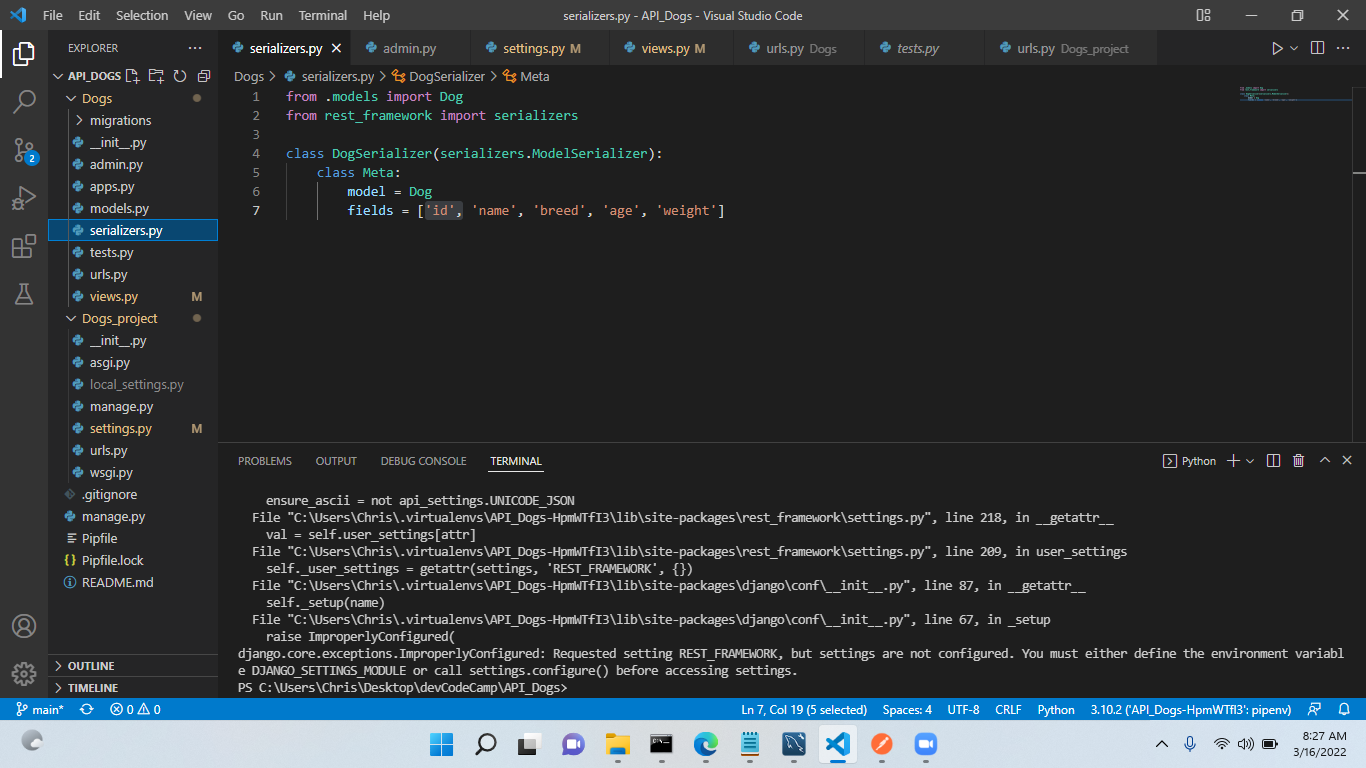 File Edit Selection View Go Run Terminal Help
serializers.py - API_Dogs - Visual Studio Code
EXPLORER
serializers.py
admin.py
settings.py M
views.py M
urls.py Dogs
tests.py
urls.py Dogs_project
API_DOGS
Dogs
migrations
__init__.py
admin.py
apps.py
models.py
serializers.py
tests.py
urls.py
views.py M
Dogs_project
__init__.py
asgi.py
local_settings.py
manage.py
settings.py M
urls.py
wsgi.py
.gitignore
manage.py
Pipfile
Pipfile.lock
README.md
OUTLINE
TIMELINE
2
Dogs > serializers.py > DogSerializer > Meta
1 from .models import Dog
2 from rest_framework import serializers
3
4 class DogSerializer(serializers.ModelSerializer):
5 class Meta:
6 model = Dog
7 fields = ['id', 'name', 'breed', 'age', 'weight']
PROBLEMS OUTPUT DEBUG CONSOLE TERMINAL
Python
ensure_ascii = not api_settings.UNICODE_JSON
File "C:\Users\Chris\.virtualenvs\API_Dogs-HpmWTfI3\lib\site-packages\rest_framework\settings.py", line 218, in __getattr__
val = self.user_settings[attr]
File "C:\Users\Chris\.virtualenvs\API_Dogs-HpmWTfI3\lib\site-packages\rest_framework\settings.py", line 209, in user_settings
self._user_settings = getattr(settings, 'REST_FRAMEWORK', {})
File "C:\Users\Chris\.virtualenvs\API_Dogs-HpmWTfI3\lib\site-packages\django\conf\__init__.py", line 87, in __getattr__
self._setup(name)
File "C:\Users\Chris\.virtualenvs\API_Dogs-HpmWTfI3\lib\site-packages\django\conf\__init__.py", line 67, in _setup
raise ImproperlyConfigured(
django.core.exceptions.ImproperlyConfigured: Requested setting REST_FRAMEWORK, but settings are not configured. You must either define the environment variabl
e DJANGO_SETTINGS_MODULE or call settings.configure() before accessing settings.
PS C:\Users\Chris\Desktop\devCodeCamp\API_Dogs>
main* 0 0 Ln 7, Col 19 (5 selected) Spaces: 4 UTF-8 CRLF Python 3.10.2 ('API_Dogs-HpmWTfI3': pipenv)
8:27 AM
3/16/2022